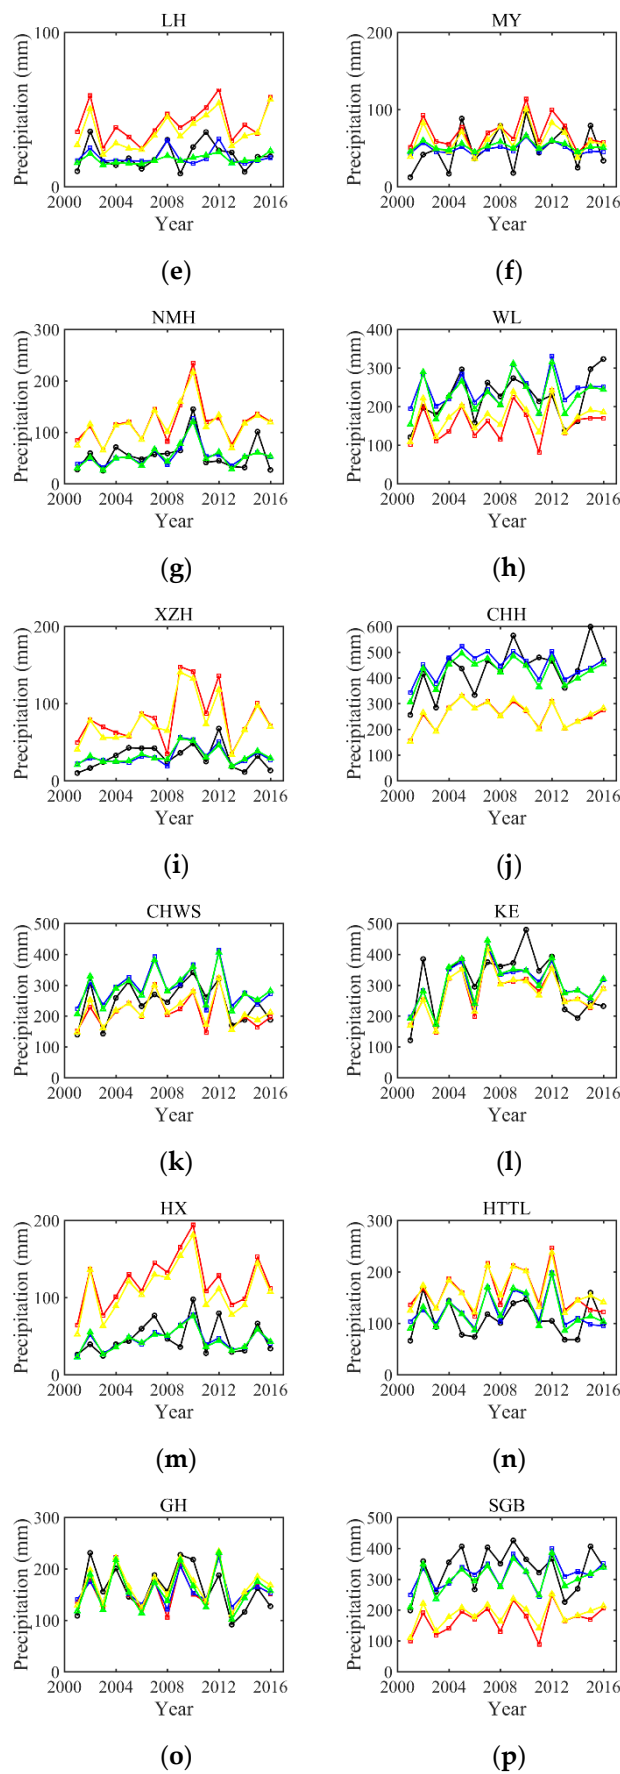 LH
Precipitation (mm)
100
50
0
2000 2004 2008 2012 2016
Year
(e)
MY
Precipitation (mm)
200
100
0
2000 2004 2008 2012 2016
Year
(f)
NMH
Precipitation (mm)
300
200
100
0
2000 2004 2008 2012 2016
Year
(g)
WL
Precipitation (mm)
400
300
200
100
0
2000 2004 2008 2012 2016
Year
(h)
XZH
Precipitation (mm)
200
100
0
2000 2004 2008 2012 2016
Year
(i)
CHH
Precipitation (mm)
600
500
400
300
200
100
0
2000 2004 2008 2012 2016
Year
(j)
CHWS
Precipitation (mm)
500
400
300
200
100
0
2000 2004 2008 2012 2016
Year
(k)
KE
Precipitation (mm)
500
400
300
200
100
0
2000 2004 2008 2012 2016
Year
(l)
HX
Precipitation (mm)
200
100
0
2000 2004 2008 2012 2016
Year
(m)
HTTL
Precipitation (mm)
300
200
100
0
2000 2004 2008 2012 2016
Year
(n)
GH
Precipitation (mm)
300
200
100
0
2000 2004 2008 2012 2016
Year
(o)
SGB
Precipitation (mm)
500
400
300
200
100
0
2000 2004 2008 2012 2016
Year
(p)